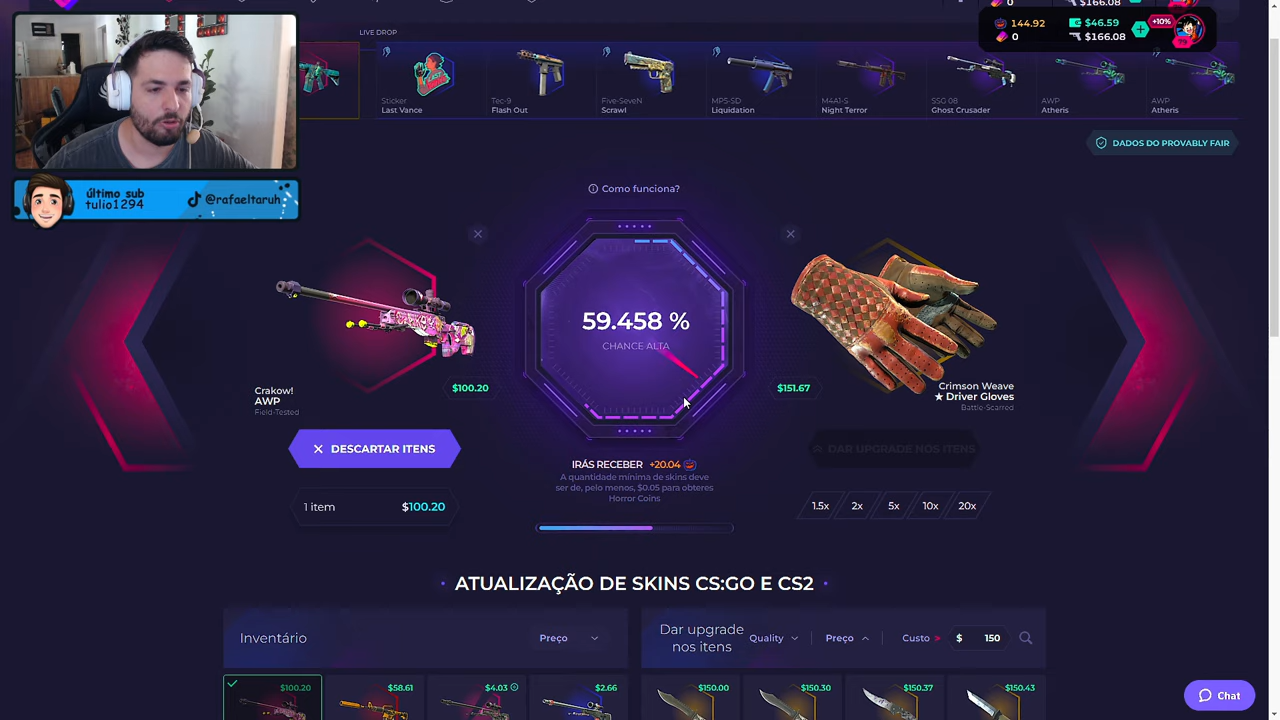 $166.08
0
144.92
$46.59
+10%
0
$166.08
LIVE DROP
Sticker
Last Vance
Tec-9
Flash Out
Five-SeveN
Scrawl
MP5-SD
Liquidation
M4A1-S
Night Terror
SSG 08
Ghost Crusader
AWP
Atheris
AWP
Atheris
DADOS DO PROVABLY FAIR
último sub
tulio1294
@rafaeltaruh
Como funciona?
59.458 %
CHANCE ALTA
Crakow!
AWP
Field-Tested
$100.20
$151.67
Crimson Weave
★ Driver Gloves
Battle-Scarred
DESCARTAR ITENS
DAR UPGRADE NOS ITENS
IRÁS RECEBER +20.04
A quantidade mínima de skins deve
ser de, pelo menos, $0.05 para obteres
Horror Coins
1 item $100.20
1.5x 2x 5x 10x 20x
ATUALIZAÇÃO DE SKINS CS:GO E CS2
Inventário
Preço
Dar upgrade
nos itens
Quality
Preço
Custo > $ 150
$100.20
$58.61
$4.03
$2.66
$150.00
$150.30
$150.37
$150.43
Chat